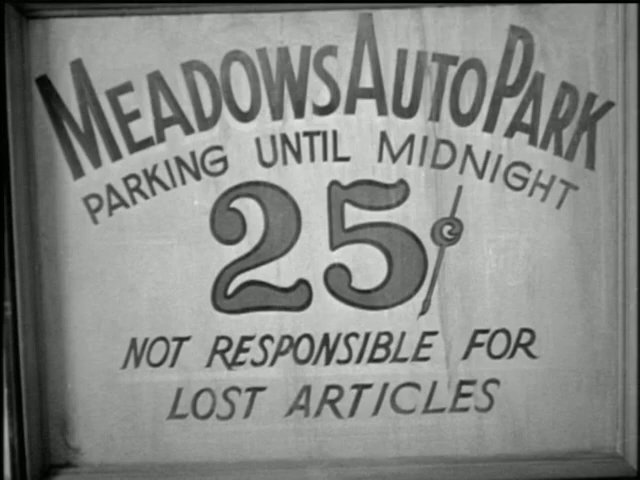 MEADOWS AUTO PARK
PARKING UNTIL MIDNIGHT
25¢
NOT RESPONSIBLE FOR
LOST ARTICLES